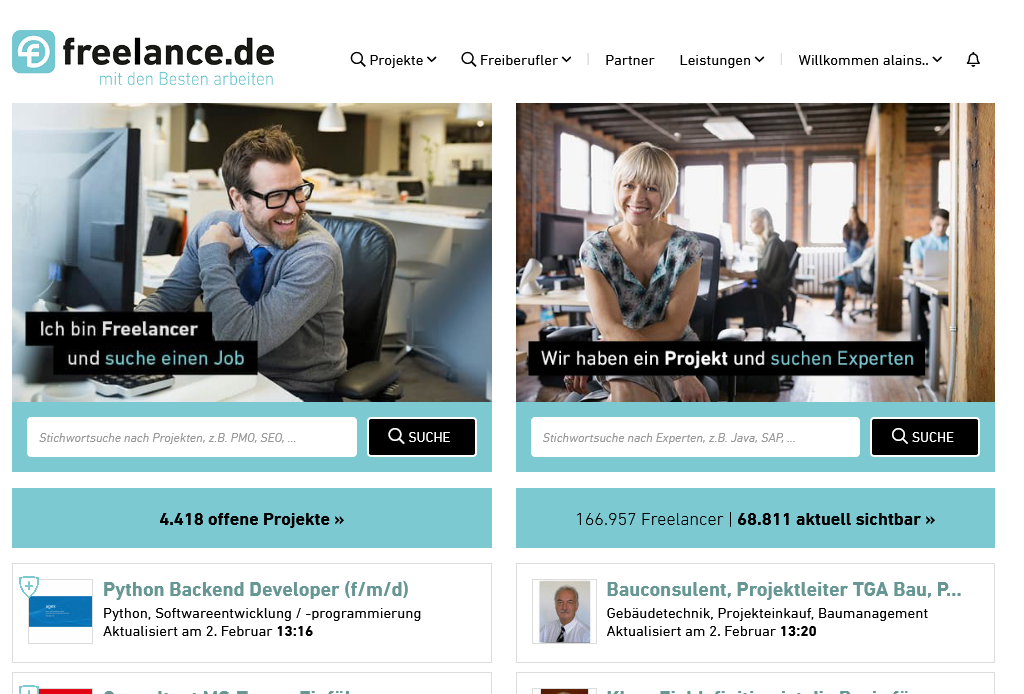 freelance.de
mit den Besten arbeiten
Projekte
Freiberufler
Partner
Leistungen
Willkommen alains..
Ich bin Freelancer
und suche einen Job
Wir haben ein Projekt und suchen Experten
Stichwortsuche nach Projekten, z.B. PMO, SEO, ...
SUCHE
Stichwortsuche nach Experten, z.B. Java, SAP, ...
SUCHE
4.418 offene Projekte »
166.957 Freelancer | 68.811 aktuell sichtbar »
Python Backend Developer (f/m/d)
Python, Softwareentwicklung / -programmierung
Aktualisiert am 2. Februar 13:16
Bauconsulent, Projektleiter TGA Bau, P...
Gebäudetechnik, Projekteinkauf, Baumanagement
Aktualisiert am 2. Februar 13:20